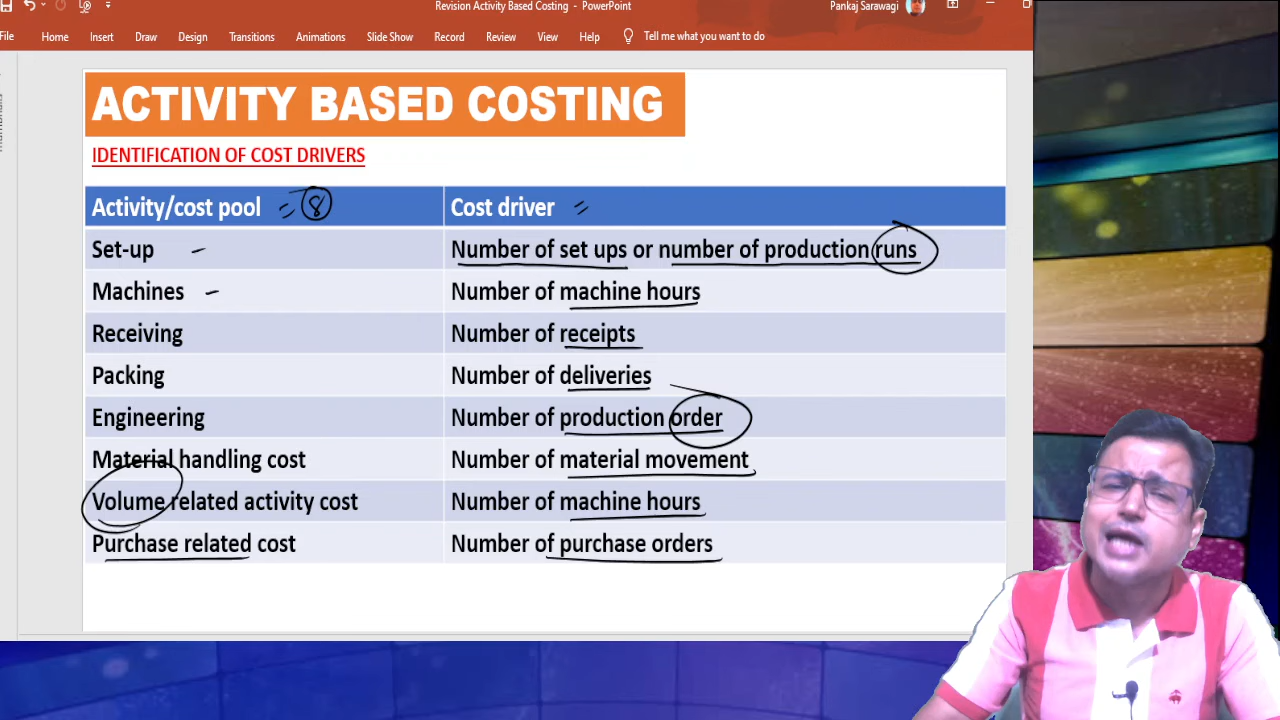 Revision Activity Based Costing - PowerPoint
Pankaj Sarawagi
File Home Insert Draw Design Transitions Animations Slide Show Record Review View Help Tell me what you want to do
ACTIVITY BASED COSTING
IDENTIFICATION OF COST DRIVERS
Activity/cost pool = 8 Cost driver =
Set-up - Number of set ups or number of production runs
Machines - Number of machine hours
Receiving Number of receipts
Packing Number of deliveries
Engineering Number of production order
Material handling cost Number of material movement
Volume related activity cost Number of machine hours
Purchase related cost Number of purchase orders